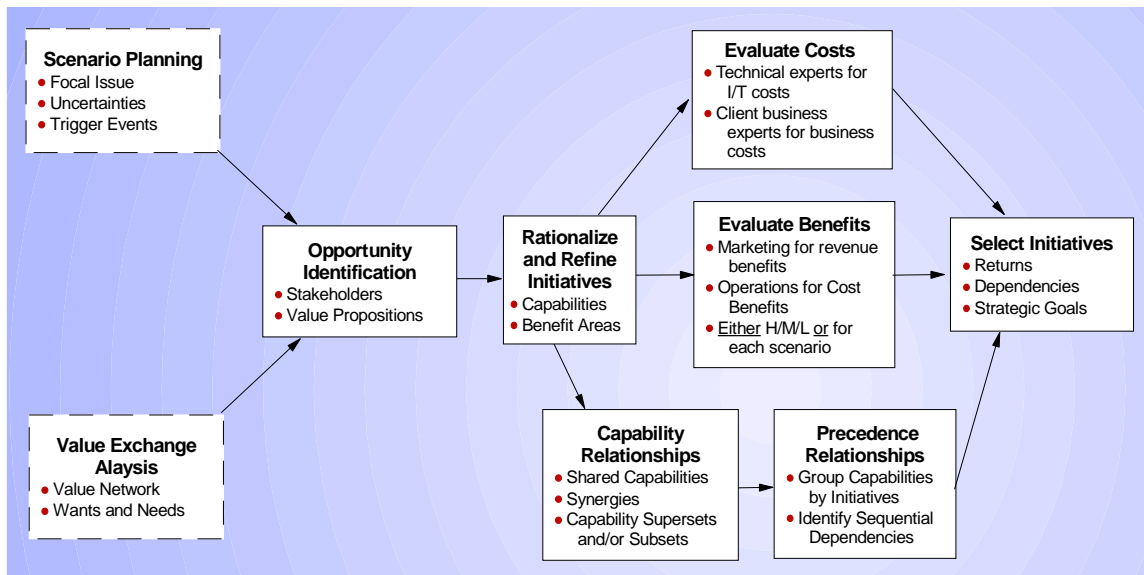 Scenario Planning
• Focal Issue
• Uncertainties
• Trigger Events
Value Exchange
Alaysis
• Value Network
• Wants and Needs
Opportunity
Identification
• Stakeholders
• Value Propositions
Rationalize
and Refine
Initiatives
• Capabilities
• Benefit Areas
Evaluate Costs
• Technical experts for
I/T costs
• Client business
experts for business
costs
Evaluate Benefits
• Marketing for revenue
benefits
• Operations for Cost
Benefits
• Either H/M/L or for
each scenario
Capability
Relationships
• Shared Capabilities
• Synergies
• Capability Supersets
and/or Subsets
Precedence
Relationships
• Group Capabilities
by Initiatives
• Identify Sequential
Dependencies
Select Initiatives
• Returns
• Dependencies
• Strategic Goals